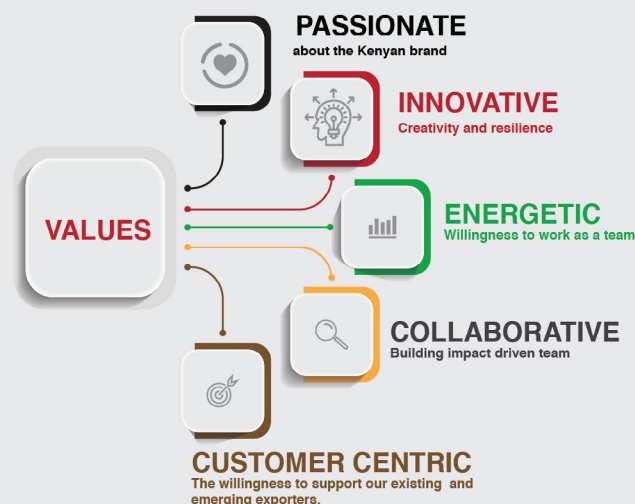 PASSIONATE
about the Kenyan brand
INNOVATIVE
Creativity and resilience
VALUES
ENERGETIC
Willingness to work as a team
COLLABORATIVE
Building impact driven team
CUSTOMER CENTRIC
The willingness to support our existing and
emerging exporters.